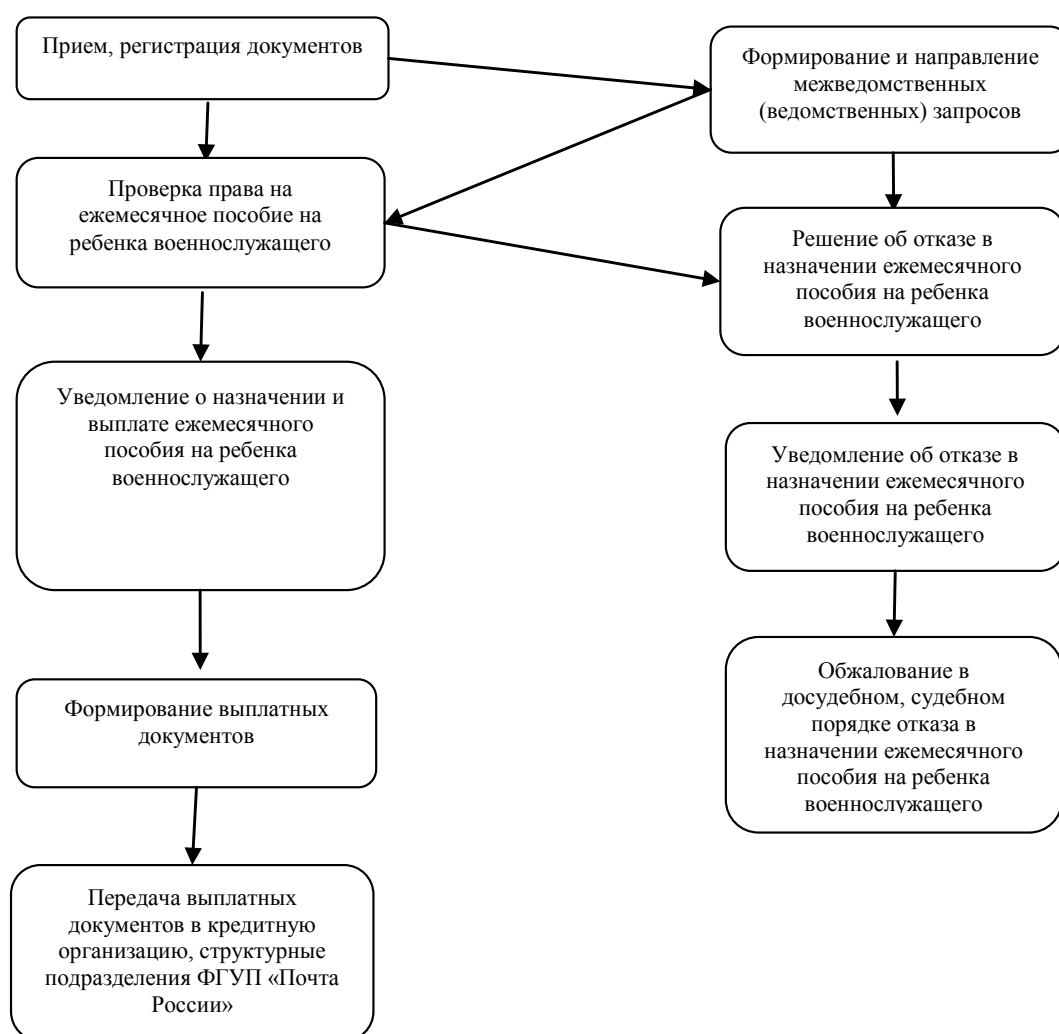 Прием, регистрация документов
Формирование и направление
межведомственных
(ведомственных) запросов
Проверка права на
ежемесячное пособие на
ребенка военнослужащего
Решение об отказе в
назначении ежемесячного
пособия на ребенка
военнослужащего
Уведомление о назначении и
выплате ежемесячного
пособия на ребенка
военнослужащего
Уведомление об отказе в
назначении ежемесячного
пособия на ребенка
военнослужащего
Формирование выплатных
документов
Обжалование в
досудебном, судебном
порядке отказа в
назначении ежемесячного
пособия на ребенка
военнослужащего
Передача выплатных
документов в кредитную
организацию, структурные
подразделения ФГУП «Почта
России»